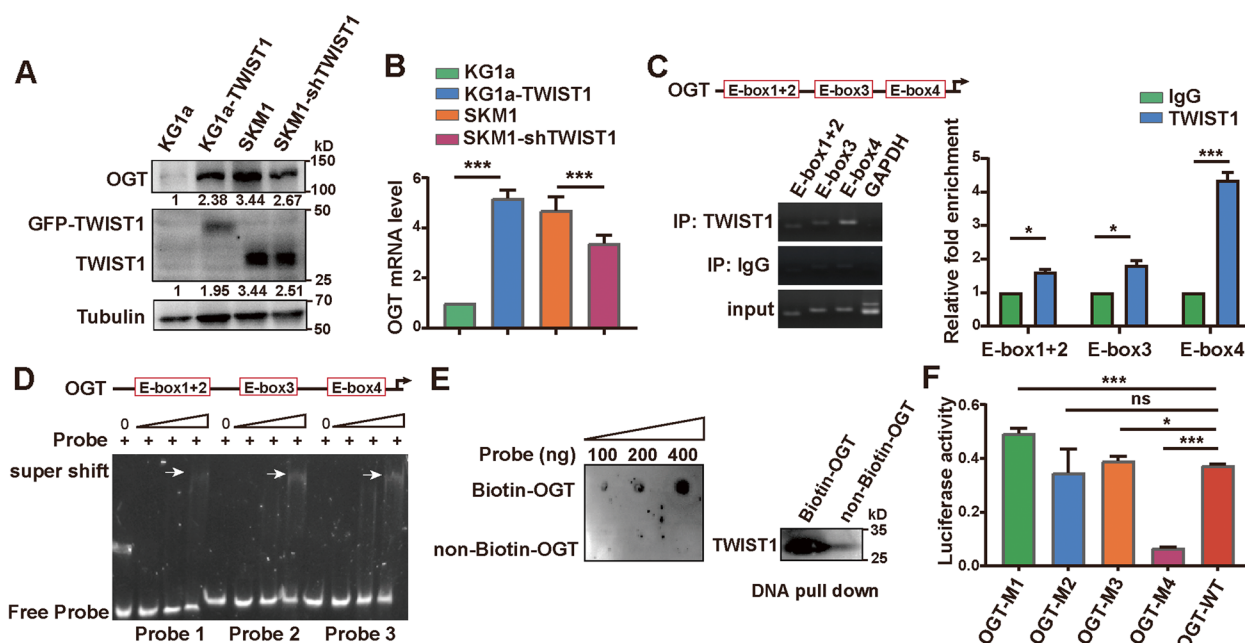 A
KG1a
KG1a-TWIST1
SKM1
SKM1-shTWIST1
kD
OGT
150
100
1 2.38 3.44 2.67
GFP-TWIST1
50
TWIST1
25
1 1.95 3.44 2.51
Tubulin
70
50
B
KG1a
KG1a-TWIST1
SKM1
SKM1-shTWIST1
OGT mRNA level
6
4
2
0
***
***
C
OGT E-box1+2 E-box3 E-box4
E-box1+2
E-box3
E-box4
GAPDH
IP: TWIST1
IP: IgG
input
IgG
TWIST1
Relative fold enrichment
5
4
3
2
1
0
*
*
***
E-box1+2 E-box3 E-box4
D
OGT E-box1+2 E-box3 E-box4
0 0 0
Probe + + + + + + + + + + + +
super shift
Free Probe
Probe 1 Probe 2 Probe 3
E
Probe (ng) 100 200 400
Biotin-OGT
non-Biotin-OGT
Biotin-OGT
non-Biotin-OGT
kD
TWIST1
35
25
DNA pull down
F
Luciferase activity
0.6
0.4
0.2
0.0
***
ns
*
***
OGT-M1
OGT-M2
OGT-M3
OGT-M4
OGT-WT